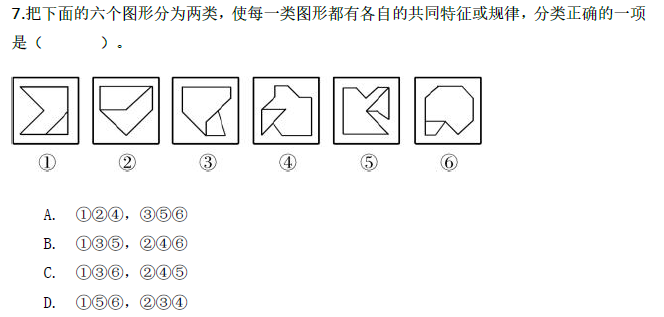 7.把下面的六个图形分为两类，使每一类图形都有各自的共同特征或规律，分类正确的一项
是（　　　）。
① ② ③ ④ ⑤ ⑥
A. ①②④，③⑤⑥
B. ①③⑤，②④⑥
C. ①③⑥，②④⑤
D. ①⑤⑥，②③④